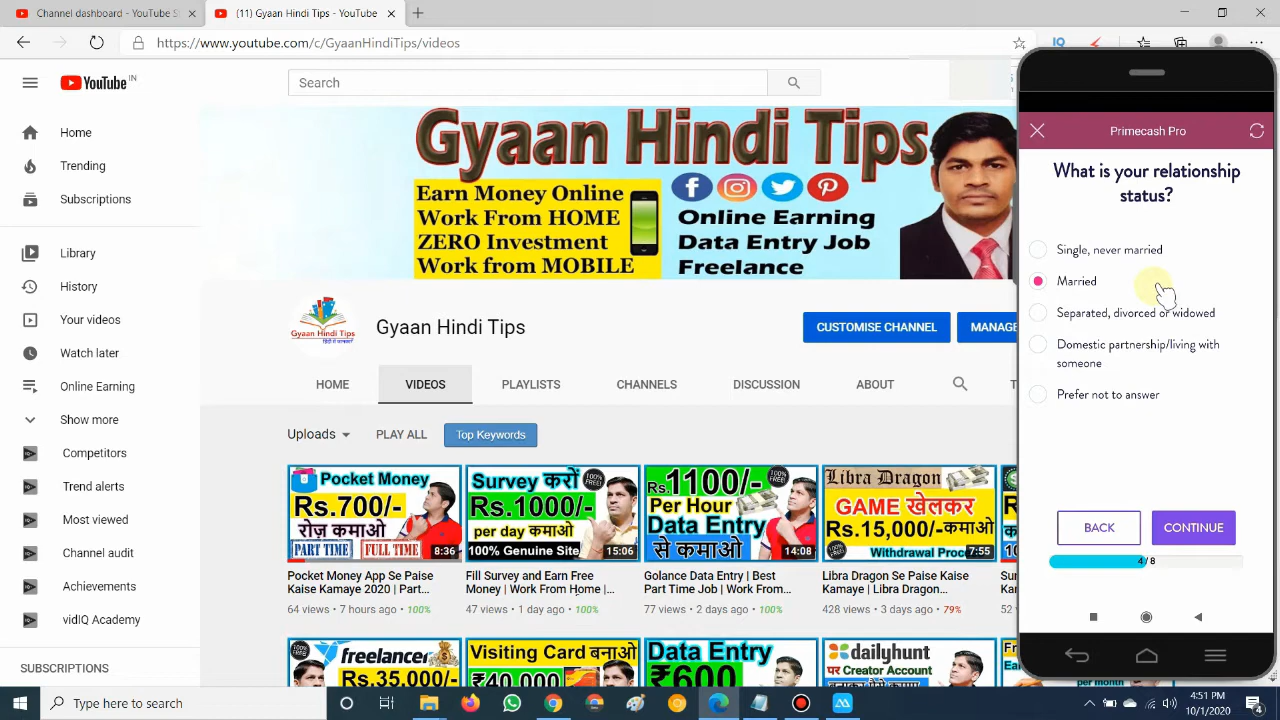 Channel dashboard - YouTube S
(11) Gyaan Hindi Tips - YouTube
https://www.youtube.com/c/GyaanHindiTips/videos
YouTube IN
Search
Home
Trending
Subscriptions
Library
History
Your videos
Watch later
Online Earning
Show more
Competitors
Trend alerts
Most viewed
Channel audit
Achievements
vidIQ Academy
SUBSCRIPTIONS
Gyaan Hindi Tips
Earn Money Online
Work From HOME
ZERO Investment
Work from MOBILE
Online Earning
Data Entry Job
Freelance
Gyaan Hindi Tips
Gyaan Hindi Tips
CUSTOMISE CHANNEL
MANAGE
HOME
VIDEOS
PLAYLISTS
CHANNELS
DISCUSSION
ABOUT
Uploads
PLAY ALL
Top Keywords
Pocket Money
Rs.700/-
रोज़ कमाओ
PART TIME
FULL TIME
8:36
Pocket Money App Se Paise
Kaise Kamaye 2020 | Part...
64 views • 7 hours ago • 100%
Survey करों
100% FREE!
Rs.1000/-
per day कमाओ
100% Genuine Site
15:06
Fill Survey and Earn Free
Money | Work From Home |...
47 views • 1 day ago • 100%
Rs.1100/-
Per Hour
Data Entry
से कमाओ
14:08
Golance Data Entry | Best
Part Time Job | Work From...
77 views • 2 days ago • 100%
Libra Dragon
GAME खेलकर
Rs.15,000/-कमाओ
Withdrawal Proc
7:55
Libra Dragon Se Paise Kaise
Kamaye | Libra Dragon...
428 views • 3 days ago • 79%
Sur
Kam
52 v
freelancer
Rs.35,000/-
Visiting Card बनाओ
₹40,000
Data Entry
₹600
dailyhunt
पर Creator Account
Primecash Pro
What is your relationship
status?
Single, never married
Married
Separated, divorced or widowed
Domestic partnership/living with
someone
Prefer not to answer
BACK
CONTINUE
4 / 8
Type here to search
4:51 PM
10/1/2020
4